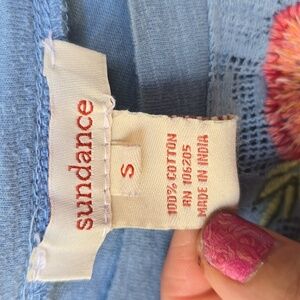 sundance
S
100% COTTON
RN 106205
MADE IN INDIA